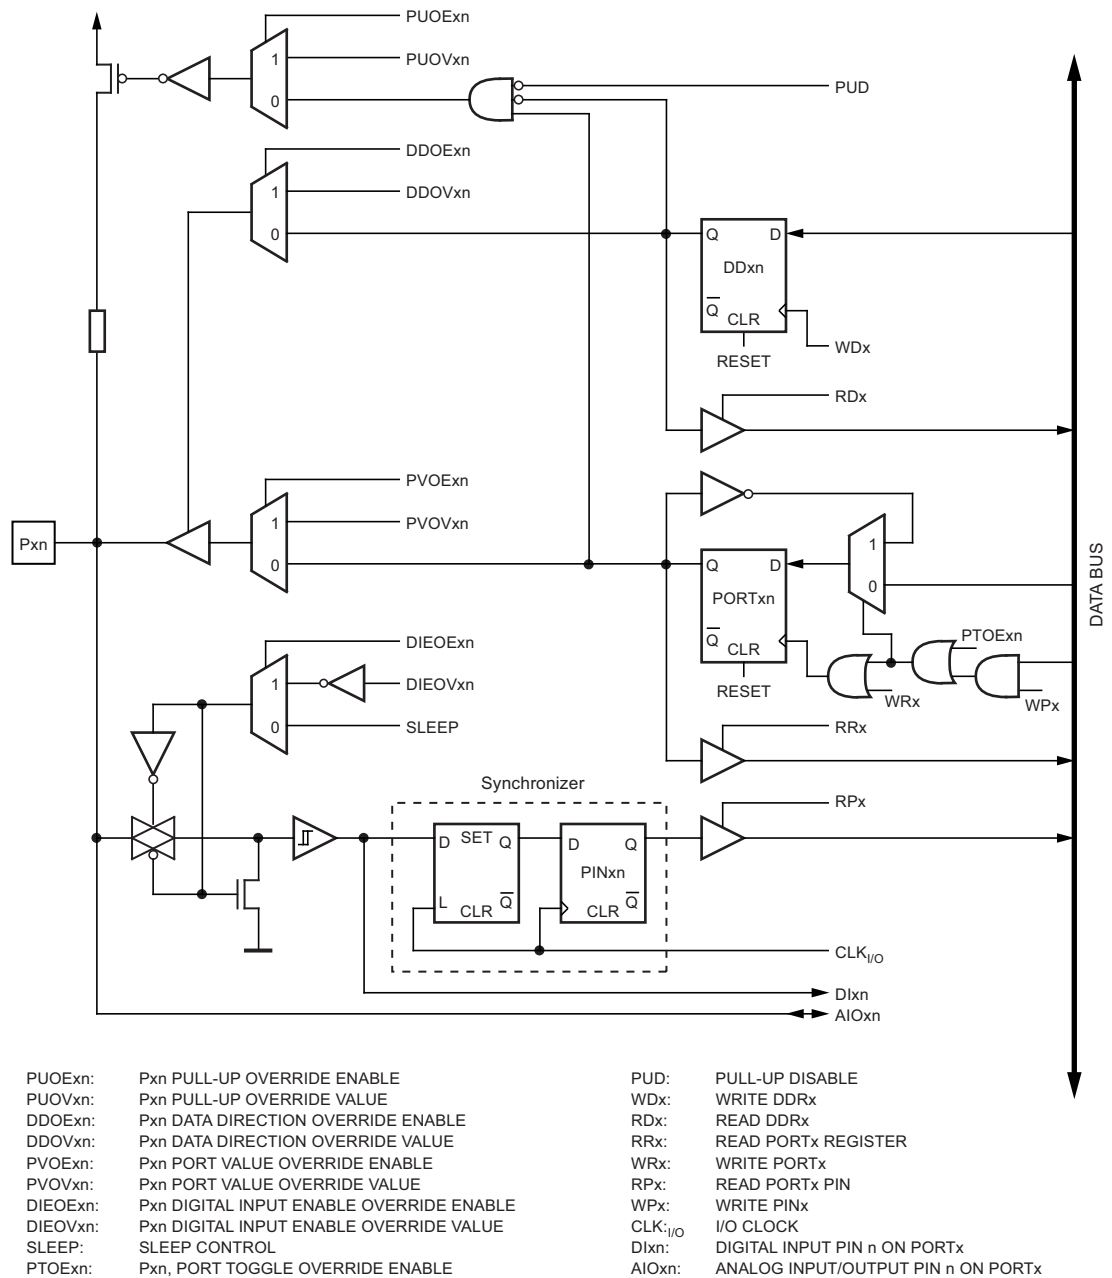 PUOExn
1
PUOVxn
0
PUD
DDOExn
1
DDOVxn
0
Q D
DDxn
Q
CLR
RESET
WDx
RDx
PVOExn
1
PVOVxn
0
Pxn
1
0
Q D
PORTxn
Q
CLR
RESET
PTOExn
WRx
WPx
DATA BUS
DIEOExn
1
DIEOVxn
0
SLEEP
RRx
Synchronizer
RPx
D SET Q
L
CLR
Q
D Q
PINxn
CLR
Q
CLKI/O
DIxn
AIOxn
PUOExn: Pxn PULL-UP OVERRIDE ENABLE
PUOVxn: Pxn PULL-UP OVERRIDE VALUE
DDOExn: Pxn DATA DIRECTION OVERRIDE ENABLE
DDOVxn: Pxn DATA DIRECTION OVERRIDE VALUE
PVOExn: Pxn PORT VALUE OVERRIDE ENABLE
PVOVxn: Pxn PORT VALUE OVERRIDE VALUE
DIEOExn: Pxn DIGITAL INPUT ENABLE OVERRIDE ENABLE
DIEOVxn: Pxn DIGITAL INPUT ENABLE OVERRIDE VALUE
SLEEP: SLEEP CONTROL
PTOExn: Pxn, PORT TOGGLE OVERRIDE ENABLE
PUD: PULL-UP DISABLE
WDx: WRITE DDRx
RDx: READ DDRx
RRx: READ PORTx REGISTER
WRx: WRITE PORTx
RPx: READ PORTx PIN
WPx: WRITE PINx
CLK:I/O I/O CLOCK
DIxn: DIGITAL INPUT PIN n ON PORTx
AIOxn: ANALOG INPUT/OUTPUT PIN n ON PORTx